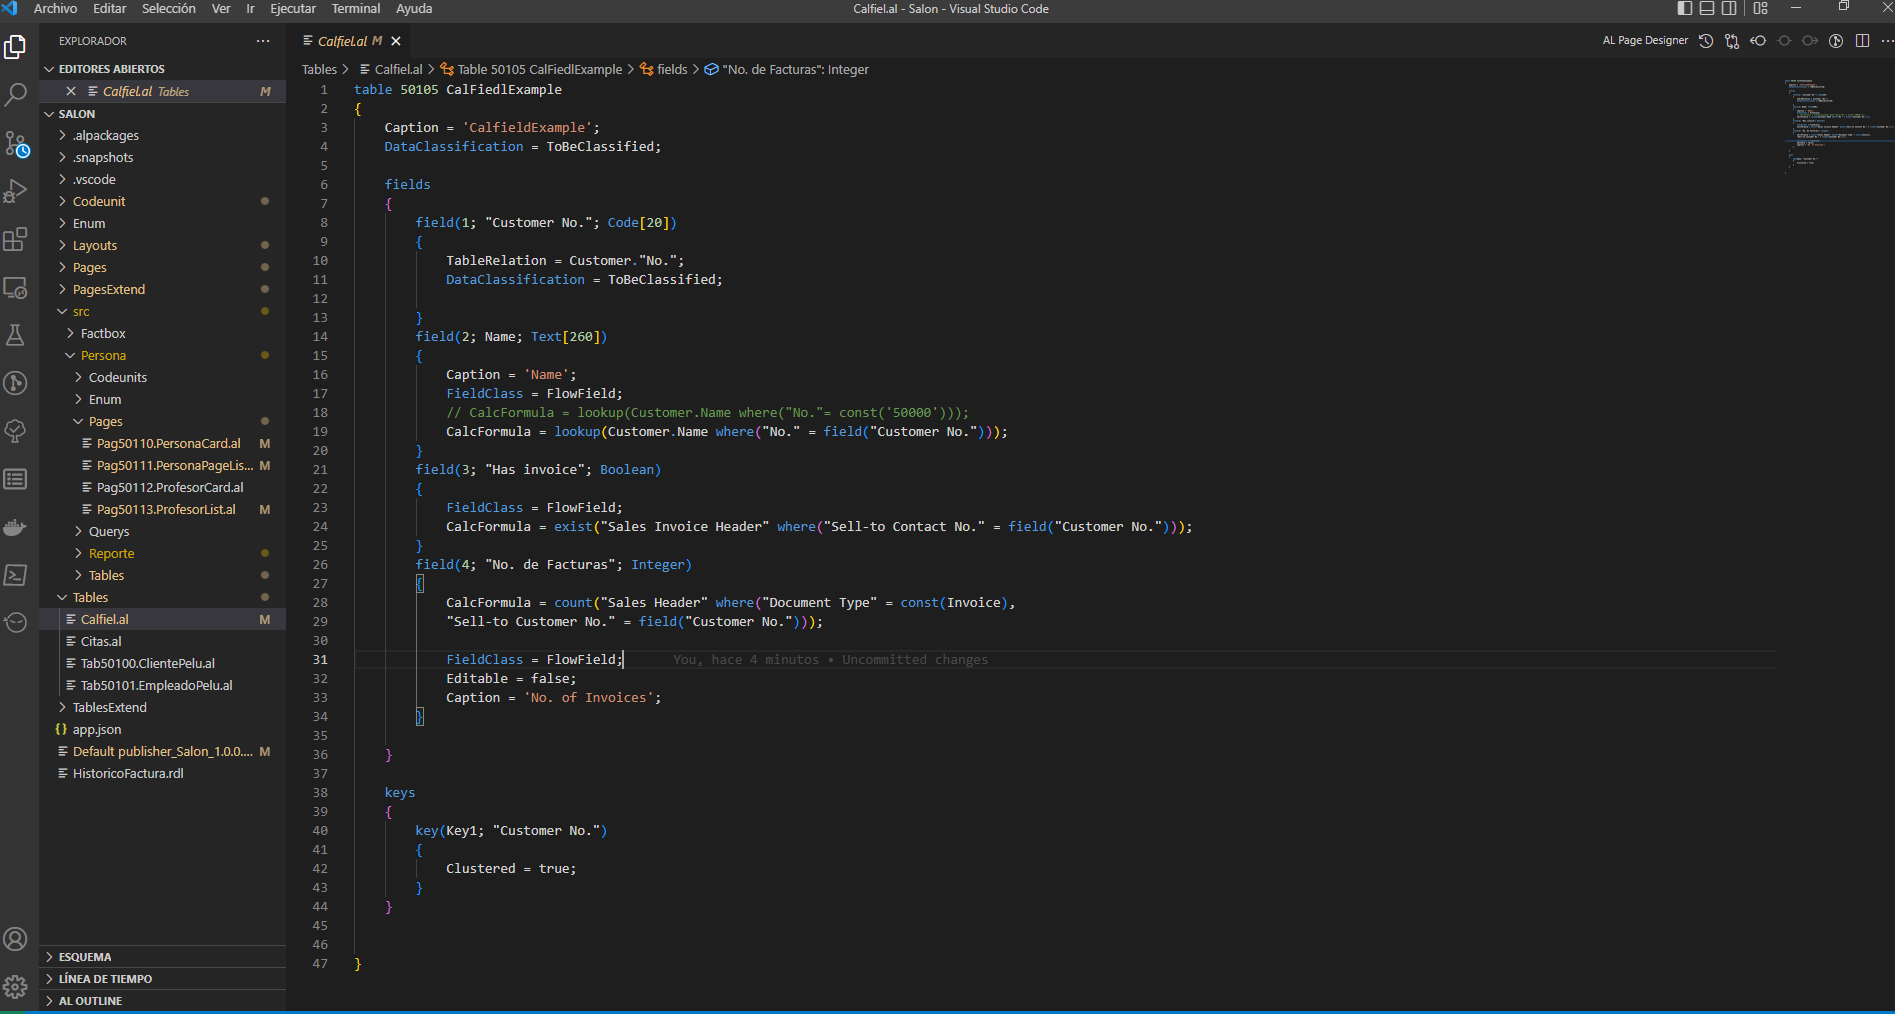 Archivo Editar Selección Ver Ir Ejecutar Terminal Ayuda
Calfiel.al - Salon - Visual Studio Code
EXPLORADOR
EDITORES ABIERTOS
Calfiel.al Tables M
SALON
.alpackages
.snapshots
.vscode
Codeunit
Enum
Layouts
Pages
PagesExtend
src
Factbox
Persona
Codeunits
Enum
Pages
Pag50110.PersonaCard.al M
Pag50111.PersonaPageLis... M
Pag50112.ProfesorCard.al
Pag50113.ProfesorList.al M
Querys
Reporte
Tables
Tables
Calfiel.al M
Citas.al
Tab50100.ClientePelu.al
Tab50101.EmpleadoPelu.al
TablesExtend
{} app.json
Default publisher_Salon_1.0.0.... M
HistoricoFactura.rdl
ESQUEMA
LÍNEA DE TIEMPO
AL OUTLINE
Calfiel.al M
AL Page Designer
Tables > Calfiel.al > Table 50105 CalFiedlExample > fields > "No. de Facturas": Integer
1 table 50105 CalFiedlExample
2 {
3 Caption = 'CalfieldExample';
4 DataClassification = ToBeClassified;
5
6 fields
7 {
8 field(1; "Customer No."; Code[20])
9 {
10 TableRelation = Customer."No.";
11 DataClassification = ToBeClassified;
12
13 }
14 field(2; Name; Text[260])
15 {
16 Caption = 'Name';
17 FieldClass = FlowField;
18 // CalcFormula = lookup(Customer.Name where("No."= const('50000')));
19 CalcFormula = lookup(Customer.Name where("No." = field("Customer No.")));
20 }
21 field(3; "Has invoice"; Boolean)
22 {
23 FieldClass = FlowField;
24 CalcFormula = exist("Sales Invoice Header" where("Sell-to Contact No." = field("Customer No.")));
25 }
26 field(4; "No. de Facturas"; Integer)
27 {
28 CalcFormula = count("Sales Header" where("Document Type" = const(Invoice),
29 "Sell-to Customer No." = field("Customer No.")));
30
31 FieldClass = FlowField; You, hace 4 minutos • Uncommitted changes
32 Editable = false;
33 Caption = 'No. of Invoices';
34 }
35
36 }
37
38 keys
39 {
40 key(Key1; "Customer No.")
41 {
42 Clustered = true;
43 }
44 }
45
46
47 }